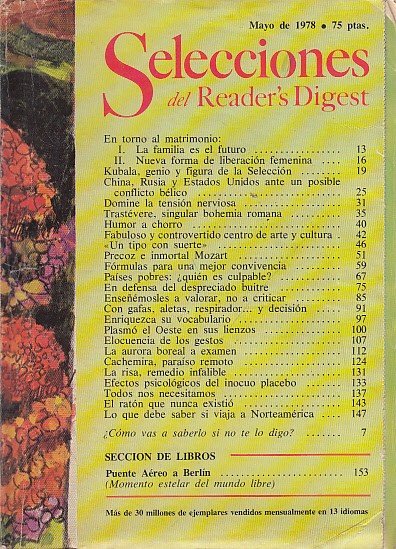 Mayo de 1978 • 75 ptas.
Selecciones
del Reader's Digest
En torno al matrimonio:
I. La familia es el futuro ................ 13
II. Nueva forma de liberación femenina .... 16
Kubala, genio y figura de la Selección ........ 19
China, Rusia y Estados Unidos ante un posible
conflicto bélico ........................... 25
Domine la tensión nerviosa .................. 31
Trastévere, singular bohemia romana ......... 35
Humor a chorro ............................. 40
Fabuloso y controvertido centro de arte y cultura . 42
«Un tipo con suerte» ........................ 46
Precoz e inmortal Mozart .................... 51
Fórmulas para una mejor convivencia ......... 59
Países pobres: ¿quién es culpable? ........... 67
En defensa del despreciado buitre ............ 75
Enseñémosles a valorar, no a criticar ......... 85
Con gafas, aletas, respirador... y decisión ..... 91
Enriquezca su vocabulario ................... 97
Plasmó el Oeste en sus lienzos ............... 100
Elocuencia de los gestos ..................... 107
La aurora boreal a examen ................... 112
Cachemira, paraíso remoto ................... 124
La risa, remedio infalible .................... 131
Efectos psicológicos del inocuo placebo ....... 133
Todos nos necesitamos ...................... 137
El ratón que nunca existió ................... 143
Lo que debe saber si viaja a Norteamérica .... 147
¿Cómo vas a saberlo si no te lo digo? ....... 7
SECCION DE LIBROS
Puente Aéreo a Berlín ...................... 153
(Momento estelar del mundo libre)
Más de 30 millones de ejemplares vendidos mensualmente en 13 idiomas